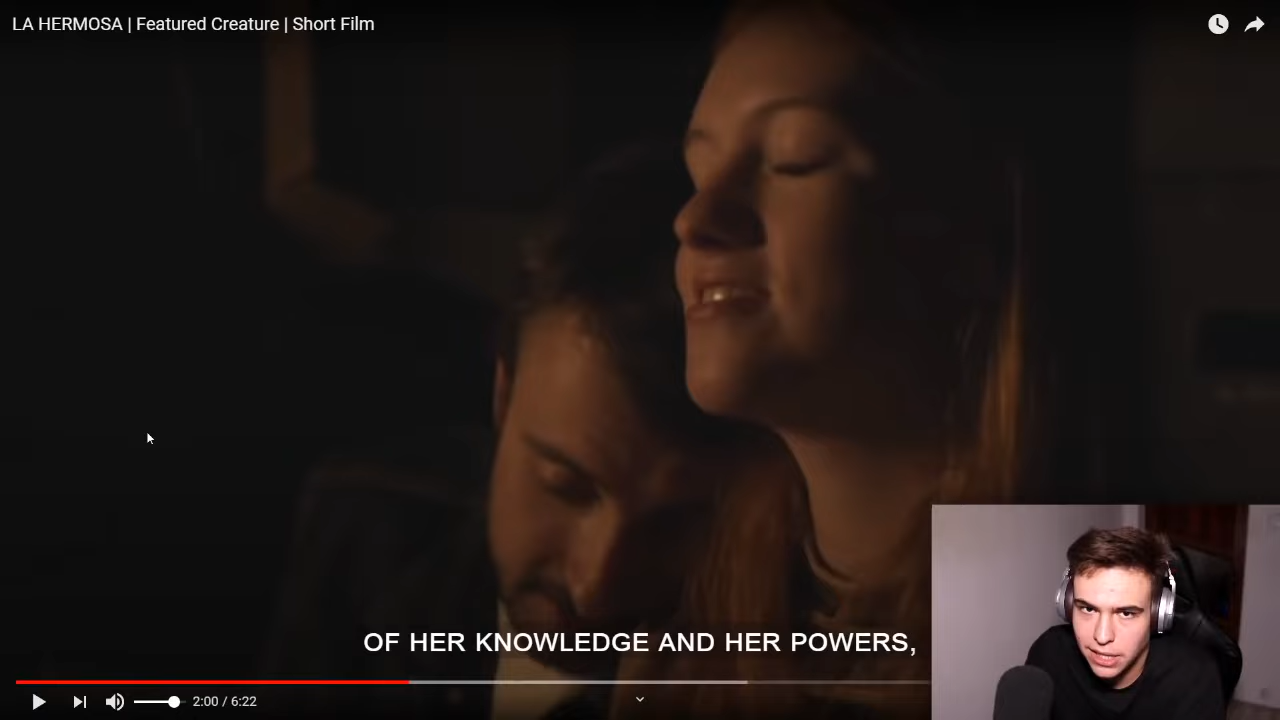 LA HERMOSA | Featured Creature | Short Film
OF HER KNOWLEDGE AND HER POWERS,
2:00 / 6:22